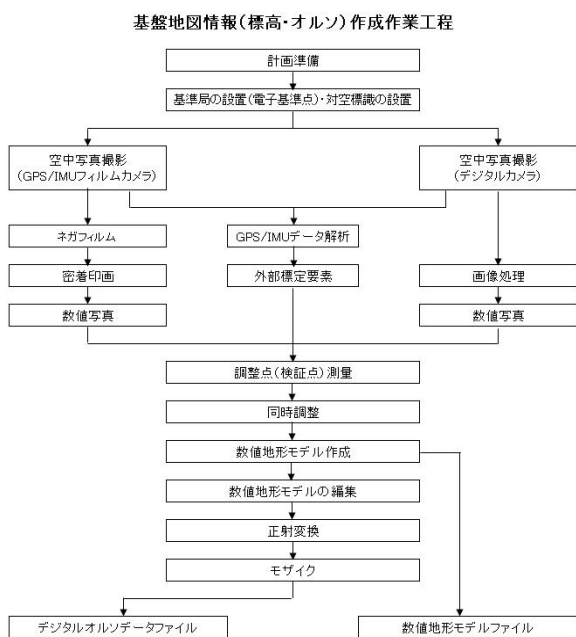 基盤地図情報(標高・オルソ)作成作業工程
計画準備
基準局の設置(電子基準点)・対空標識の設置
空中写真撮影
(GPS/IMUフィルムカメラ)
空中写真撮影
(デジタルカメラ)
ネガフィルム
GPS/IMUデータ解析
密着印画
外部標定要素
画像処理
数値写真
数値写真
調整点(検証点)測量
同時調整
数値地形モデル作成
数値地形モデルの編集
正射変換
モザイク
デジタルオルソデータファイル
数値地形モデルファイル